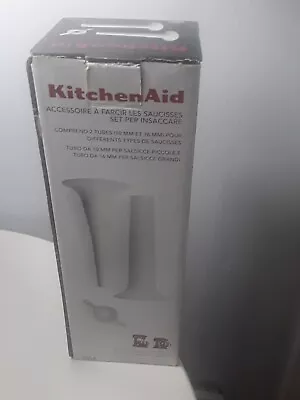 KitchenAid
ACCESSOIRE À FARCIR LES SAUCISSES
SET PER INSACCARE
COMPREND 2 TUBES (10 MM ET 16 MM) POUR
DIFFÉRENTS TYPES DE SAUCISSES
TUBO DA 10 MM PER SALSICCE PICCOLE E
TUBO DA 16 MM PER SALSICCE GRANDI